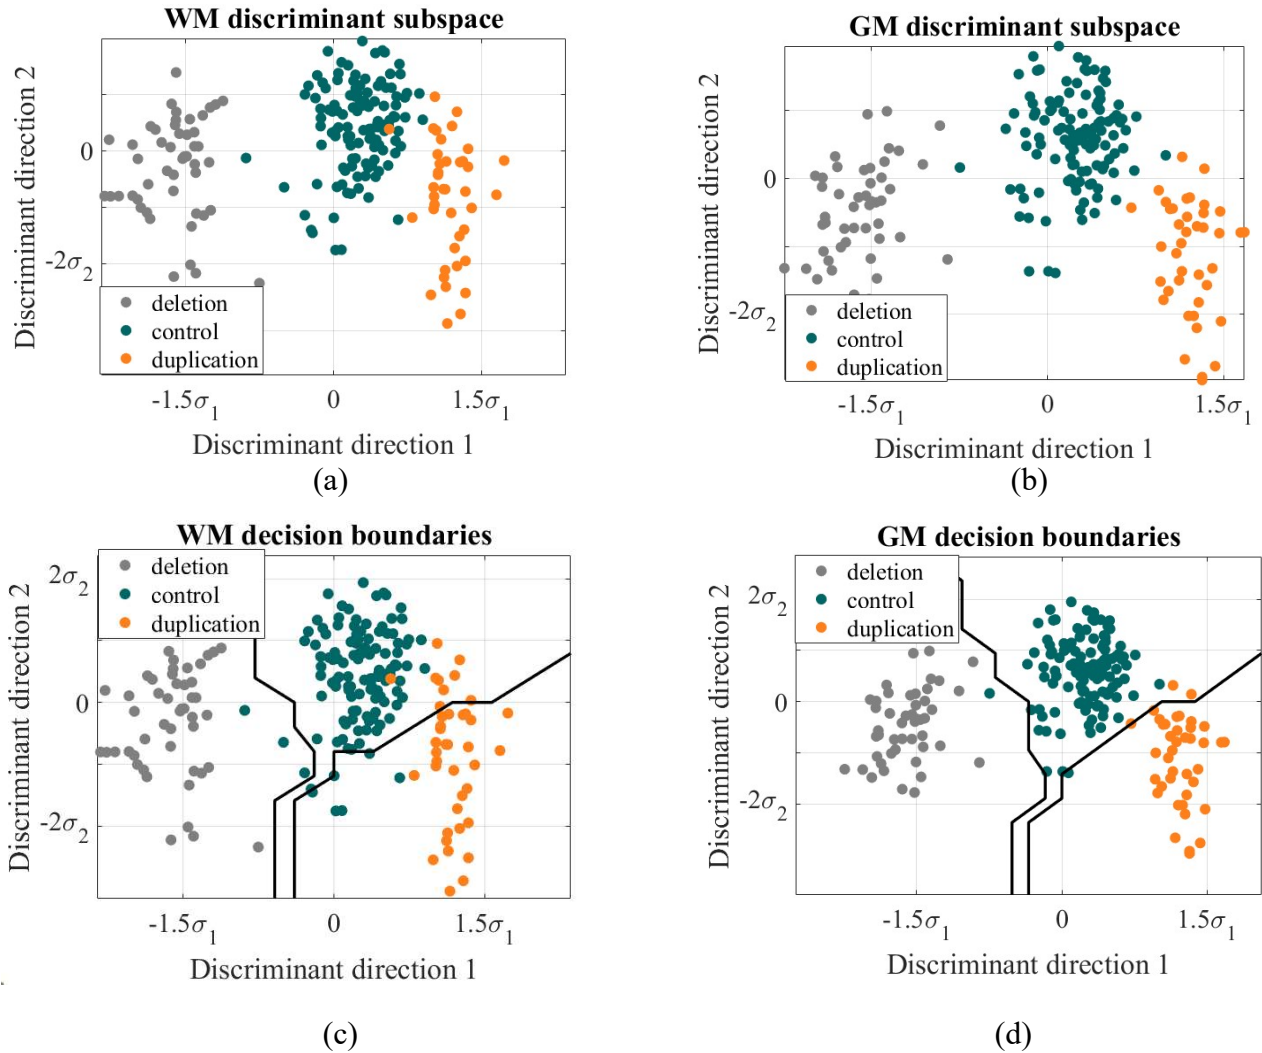 WM discriminant subspace
Discriminant direction 2
0
-2σ2
deletion
control
duplication
-1.5σ1
0
1.5σ1
Discriminant direction 1
(a)
GM discriminant subspace
Discriminant direction 2
0
-2σ2
deletion
control
duplication
-1.5σ1
0
1.5σ1
Discriminant direction 1
(b)
WM decision boundaries
Discriminant direction 2
2σ2
0
-2σ2
deletion
control
duplication
-1.5σ1
0
1.5σ1
Discriminant direction 1
(c)
GM decision boundaries
Discriminant direction 2
2σ2
0
-2σ2
deletion
control
duplication
-1.5σ1
0
1.5σ1
Discriminant direction 1
(d)